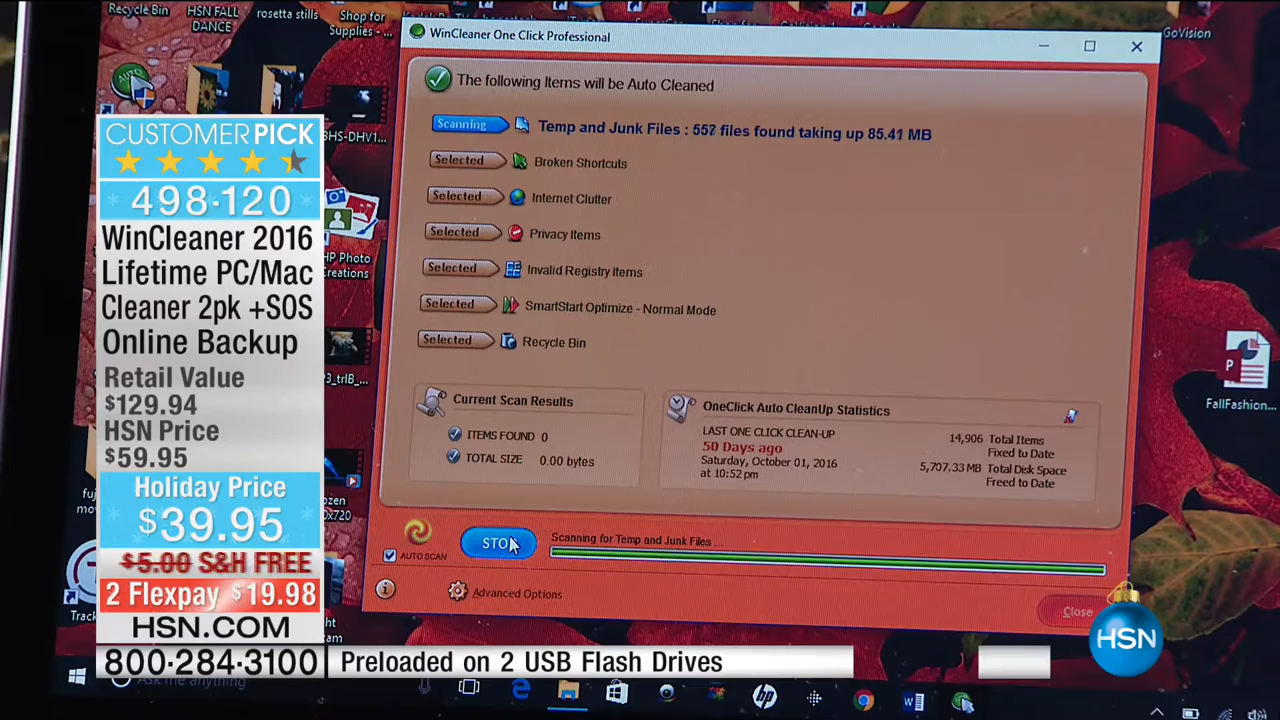 Recycle Bin
HSN FALL
DANCE
rosetta stills
Shop for
Supplies - ...
GoVision
WinCleaner One Click Professional
The following Items will be Auto Cleaned
Scanning
Temp and Junk Files : 552 files found taking up 85.41 MB
Selected
Broken Shortcuts
Selected
Internet Clutter
Selected
Privacy Items
Selected
Invalid Registry Items
Selected
SmartStart Optimize - Normal Mode
Selected
Recycle Bin
Current Scan Results
ITEMS FOUND 0
TOTAL SIZE 0.00 bytes
OneClick Auto CleanUp Statistics
LAST ONE CLICK CLEAN-UP
50 Days ago
Saturday, October 01, 2016
at 10:52 pm
14,906 Total Items
Fixed to Date
5,707.33 MB Total Disk Space
Freed to Date
AUTO SCAN
STO
Scanning for Temp and Junk Files ...
Advanced Options
Close
HP Photo
FallFashion...
CUSTOMER PICK
498-120
WinCleaner 2016
Lifetime PC/Mac
Cleaner 2pk +SOS
Online Backup
Retail Value
$129.94
HSN Price
$59.95
Holiday Price
$39.95
$5.00 S&H FREE
2 Flexpay $19.98
HSN.COM
800-284-3100
Preloaded on 2 USB Flash Drives
HSN
Ask me anything